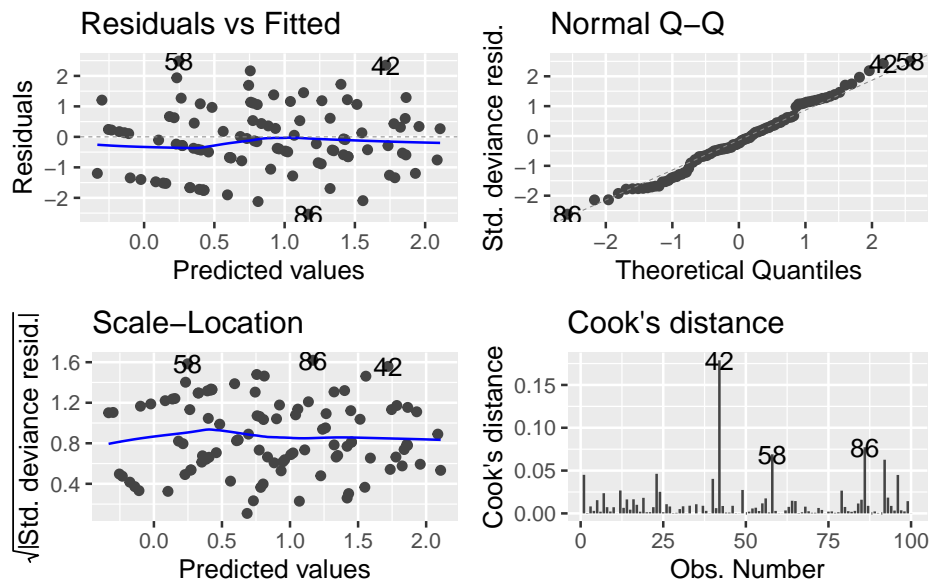 Residuals vs Fitted
Residuals
2
1
0
−1
−2
58
42
86
0.0 0.5 1.0 1.5 2.0
Predicted values
Normal Q−Q
Std. deviance resid.
2
1
0
−1
−2
42
58
86
−2 −1 0 1 2
Theoretical Quantiles
Scale−Location
√|Std. deviance resid.|
1.6
1.2
0.8
0.4
58
86
42
0.0 0.5 1.0 1.5 2.0
Predicted values
Cook's distance
Cook's distance
0.15
0.10
0.05
0.00
42
58
86
0 25 50 75 100
Obs. Number